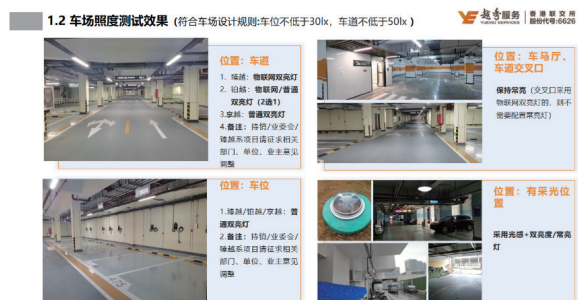 1.2 车场照度测试效果（符合车场设计规则:车位不低于30lx，车道不低于50lx ）
越秀服务
YUEXIU SERVICES
香港联交所
股份代号:6626
位置：车道
1. 臻越：物联网双亮灯
2. 铂越：物联网/普通
双亮灯（2选1）
3.享越：普通双亮灯
4.备注：持销/业委会/
臻越系项目请征求相关
部门、单位、业主意见
调整
位置：车马厅、
车道交叉口
保持常亮（交叉口采用
物联网双亮灯的，则不
需要配置常亮灯）
位置：车位
1.臻越/铂越/享越：普
通双亮灯
2.备注：持销/业委会/
臻越系项目请征求相关
部门、单位、业主意见
调整
位置：有采光位
置
采用光感+双亮度/常亮
灯